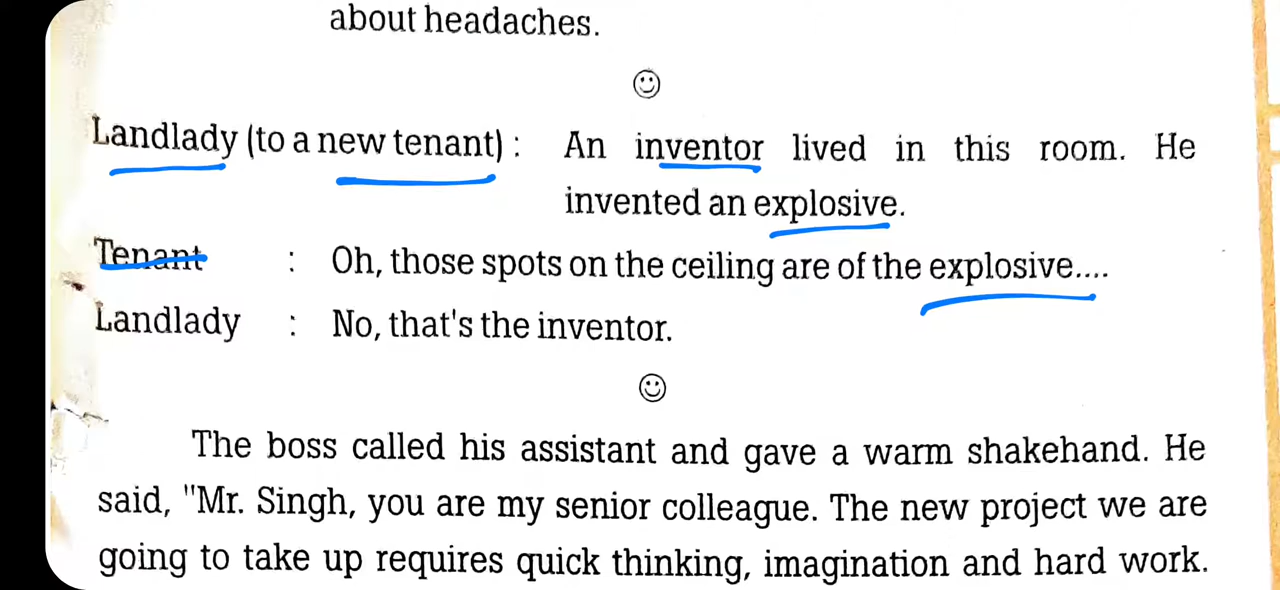 about headaches.
Landlady (to a new tenant) : An inventor lived in this room. He
invented an explosive.
Tenant : Oh, those spots on the ceiling are of the explosive....
Landlady : No, that's the inventor.
The boss called his assistant and gave a warm shakehand. He
said, "Mr. Singh, you are my senior colleague. The new project we are
going to take up requires quick thinking, imagination and hard work.